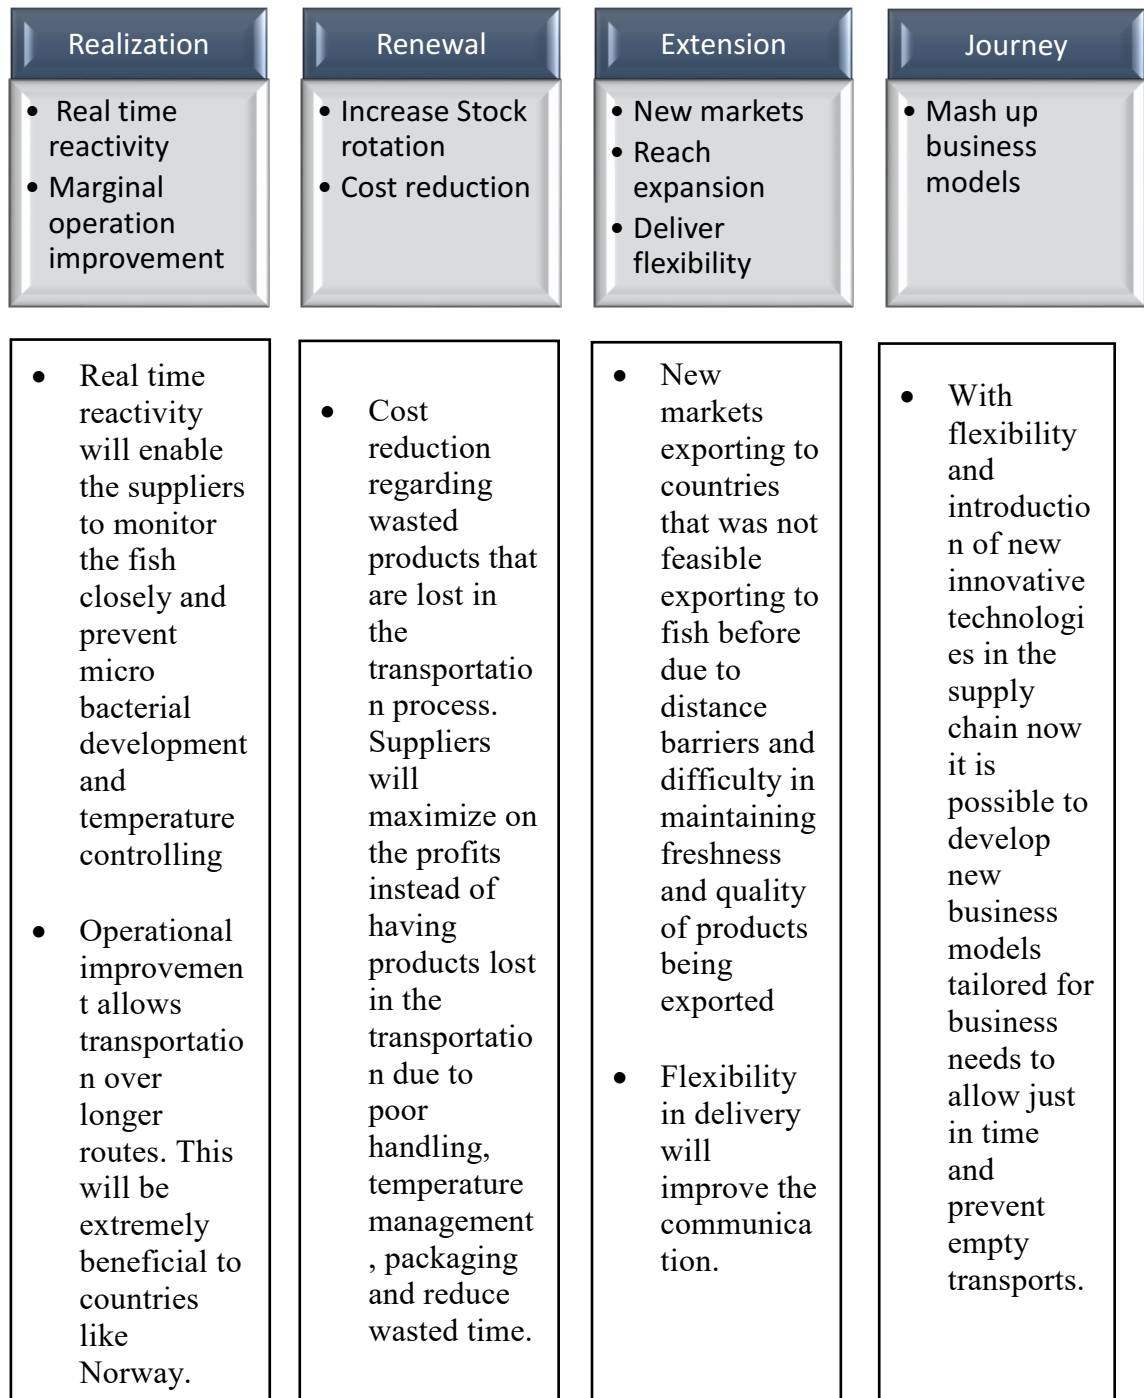 Realization
• Real time
reactivity
• Marginal
operation
improvement
Renewal
• Increase Stock
rotation
• Cost reduction
Extension
• New markets
• Reach
expansion
• Deliver
flexibility
Journey
• Mash up
business
models
• Real time
reactivity
will enable
the suppliers
to monitor
the fish
closely and
prevent
micro
bacterial
development
and
temperature
controlling
• Operational
improvemen
t allows
transportatio
n over
longer
routes. This
will be
extremely
beneficial to
countries
like
Norway.
• Cost
reduction
regarding
wasted
products that
are lost in
the
transportatio
n process.
Suppliers
will
maximize on
the profits
instead of
having
products lost
in the
transportatio
n due to
poor
handling,
temperature
management
, packaging
and reduce
wasted time.
• New
markets
exporting to
countries
that was not
feasible
exporting to
fish before
due to
distance
barriers and
difficulty in
maintaining
freshness
and quality
of products
being
exported
• Flexibility
in delivery
will
improve the
communica
tion.
• With
flexibility
and
introductio
n of new
innovative
technologi
es in the
supply
chain now
it is
possible to
develop
new
business
models
tailored for
business
needs to
allow just
in time
and
prevent
empty
transports.